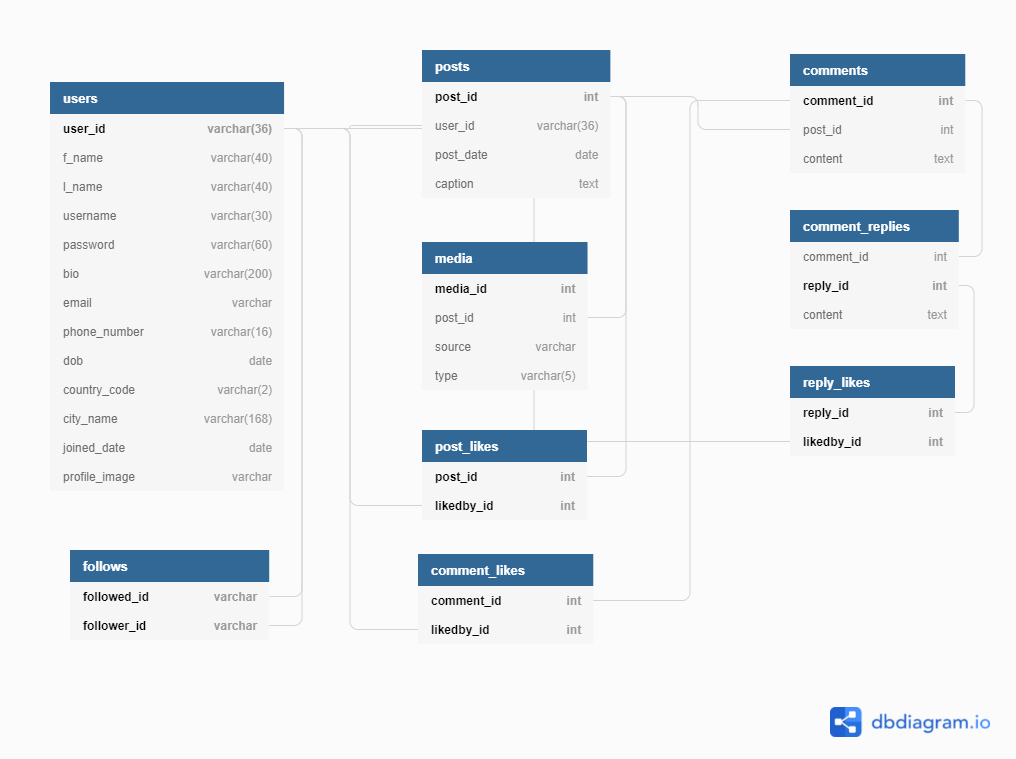 users
user_id varchar(36)
f_name varchar(40)
l_name varchar(40)
username varchar(30)
password varchar(60)
bio varchar(200)
email varchar
phone_number varchar(16)
dob date
country_code varchar(2)
city_name varchar(168)
joined_date date
profile_image varchar
follows
followed_id varchar
follower_id varchar
posts
post_id int
user_id varchar(36)
post_date date
caption text
media
media_id int
post_id int
source varchar
type varchar(5)
post_likes
post_id int
likedby_id int
comment_likes
comment_id int
likedby_id int
comments
comment_id int
post_id int
content text
comment_replies
comment_id int
reply_id int
content text
reply_likes
reply_id int
likedby_id int
dbdiagram.io